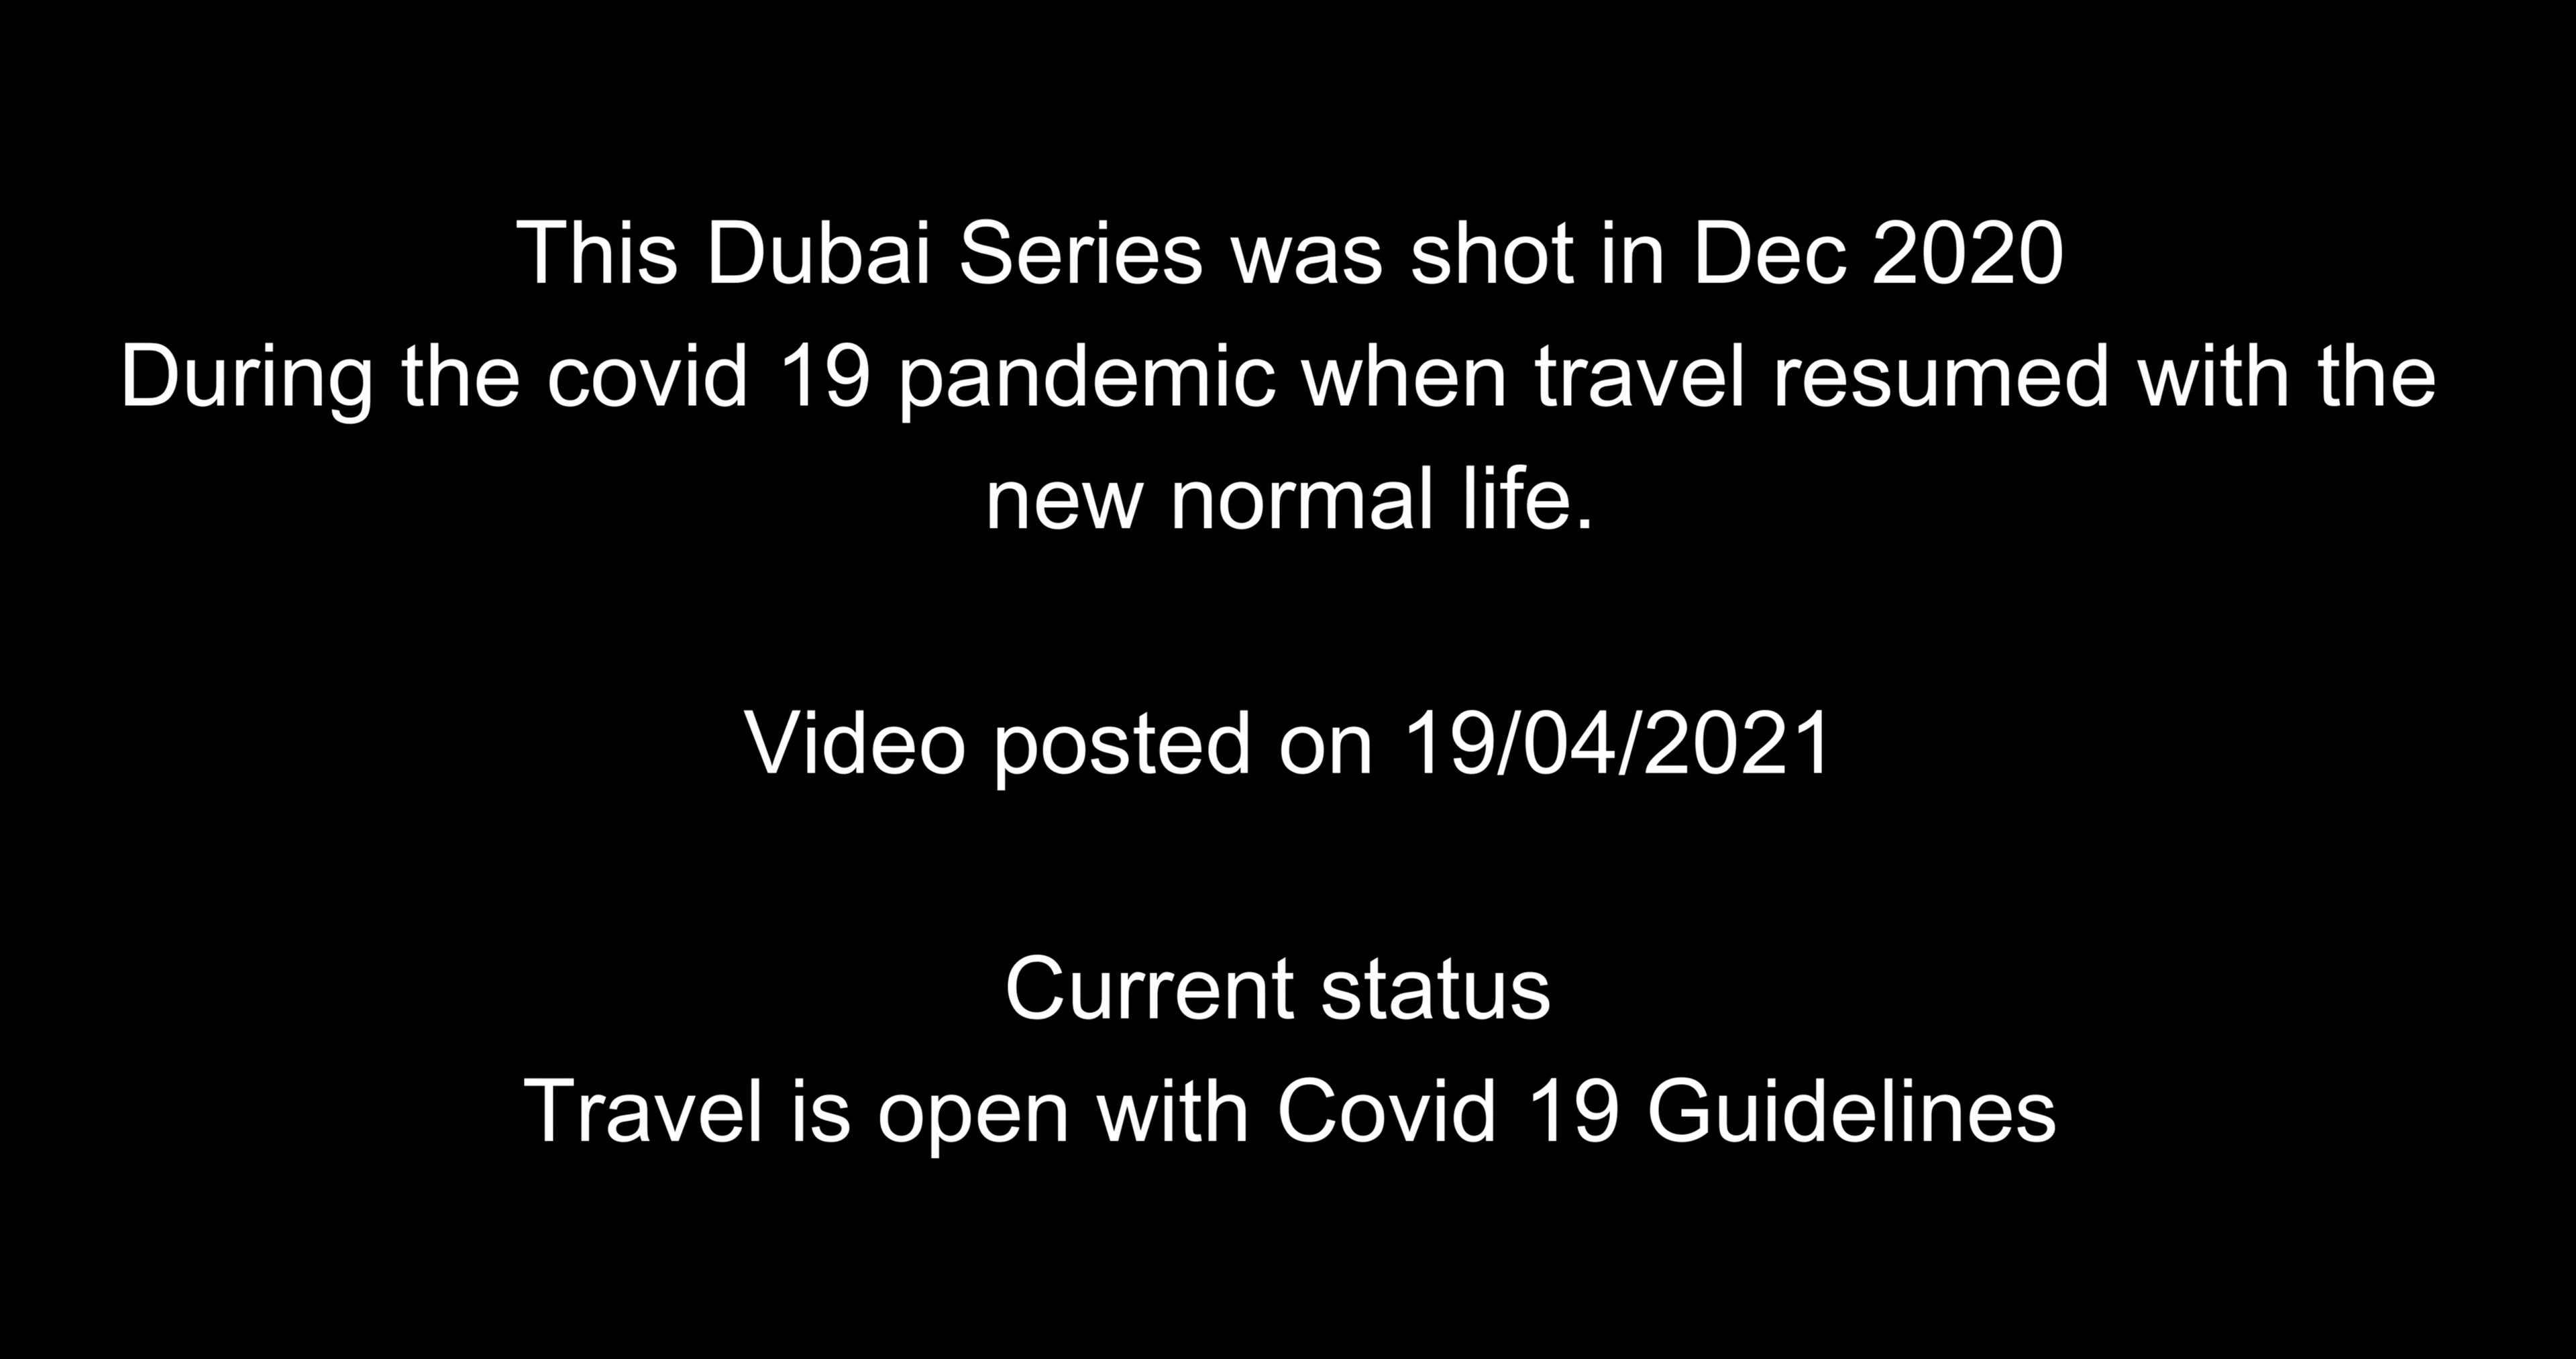 This Dubai Series was shot in Dec 2020
During the covid 19 pandemic when travel resumed with the
new normal life.
Video posted on 19/04/2021
Current status
Travel is open with Covid 19 Guidelines